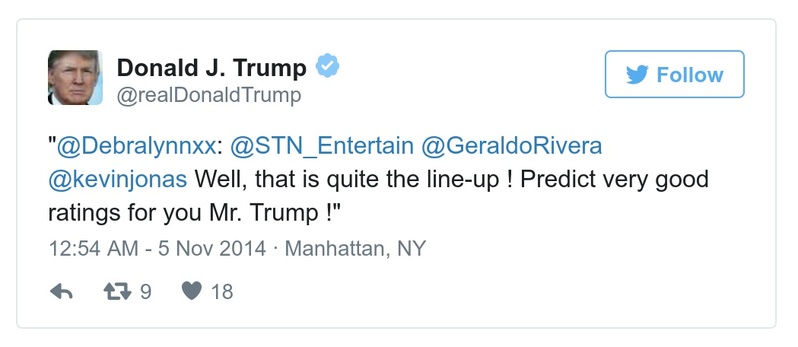 Donald J. Trump
@realDonaldTrump
Follow
"@Debralynnxx: @STN_Entertain @GeraldoRivera
@kevinjonas Well, that is quite the line-up ! Predict very good
ratings for you Mr. Trump !"
12:54 AM - 5 Nov 2014 · Manhattan, NY
9 18